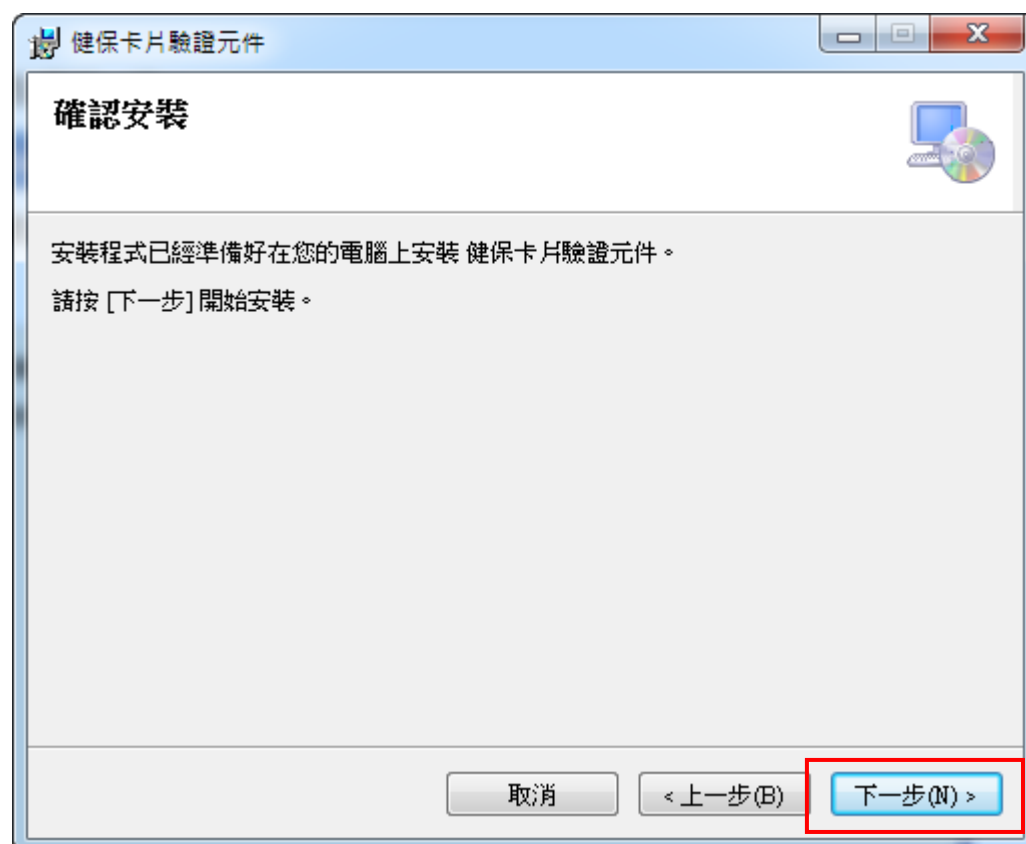 健保卡片驗證元件
確認安裝
安裝程式已經準備好在您的電腦上安裝 健保卡片驗證元件。
請按 [下一步] 開始安裝。
取消
< 上一步(B)
下一步(N) >